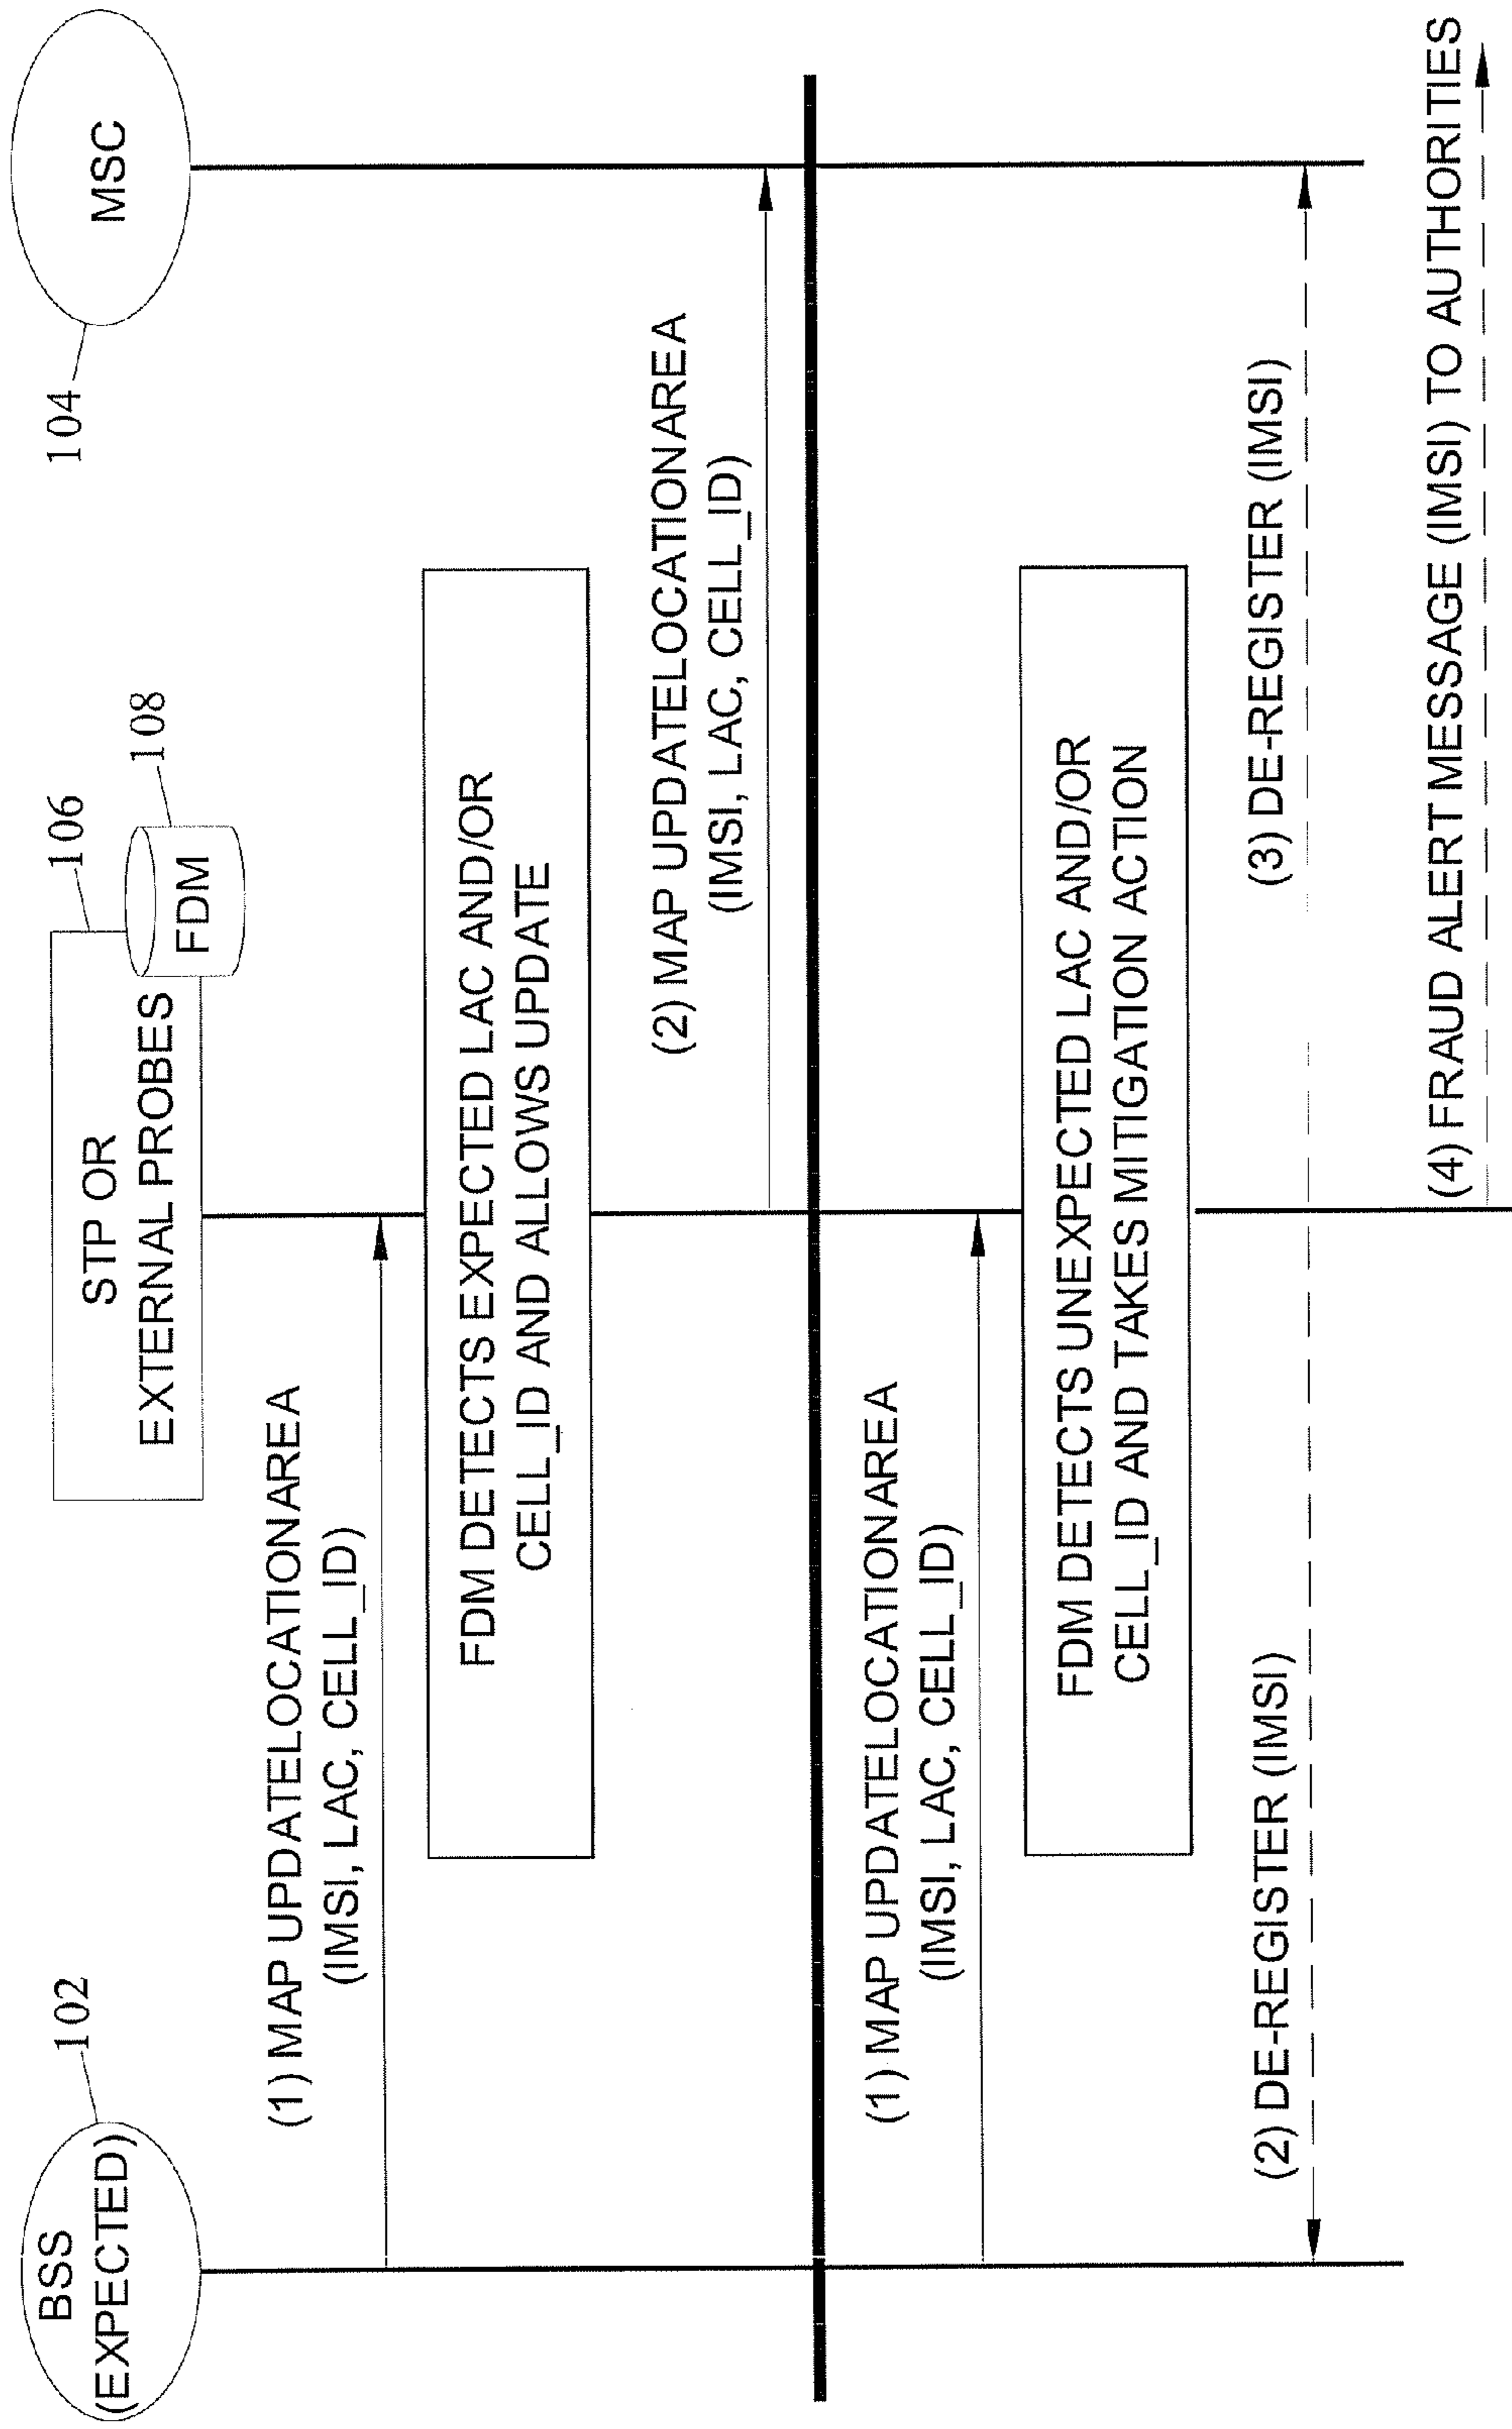 BSS
(EXPECTED)
102
STP OR
EXTERNAL PROBES
106
FDM
108
MSC
104
(1) MAP UPDATELOCATIONAREA
(IMSI, LAC, CELL_ID)
FDM DETECTS EXPECTED LAC AND/OR
CELL_ID AND ALLOWS UPDATE
(2) MAP UPDATELOCATIONAREA
(IMSI, LAC, CELL_ID)
(1) MAP UPDATELOCATIONAREA
(IMSI, LAC, CELL_ID)
FDM DETECTS UNEXPECTED LAC AND/OR
CELL_ID AND TAKES MITIGATION ACTION
(2) DE-REGISTER (IMSI)
(3) DE-REGISTER (IMSI)
(4) FRAUD ALERT MESSAGE (IMSI) TO AUTHORITIES